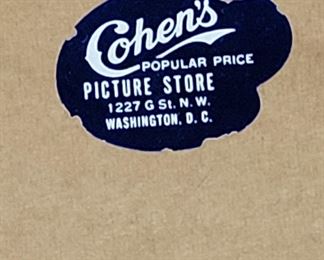 Cohen's
POPULAR PRICE
PICTURE STORE
1227 G St. N. W.
WASHINGTON, D. C.